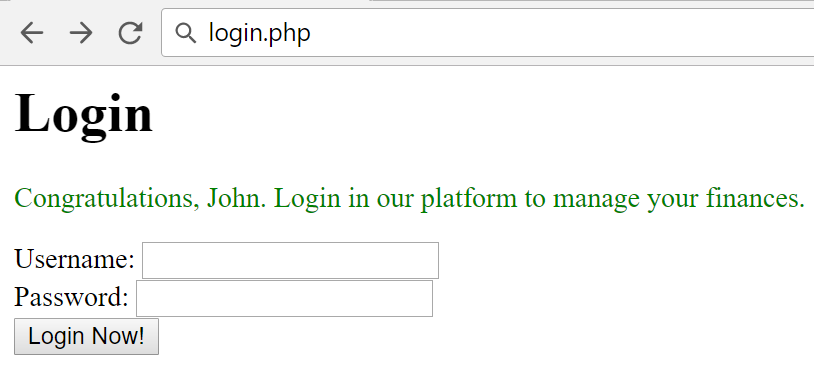 login.php
Login
Congratulations, John. Login in our platform to manage your finances.
Username:
Password:
Login Now!